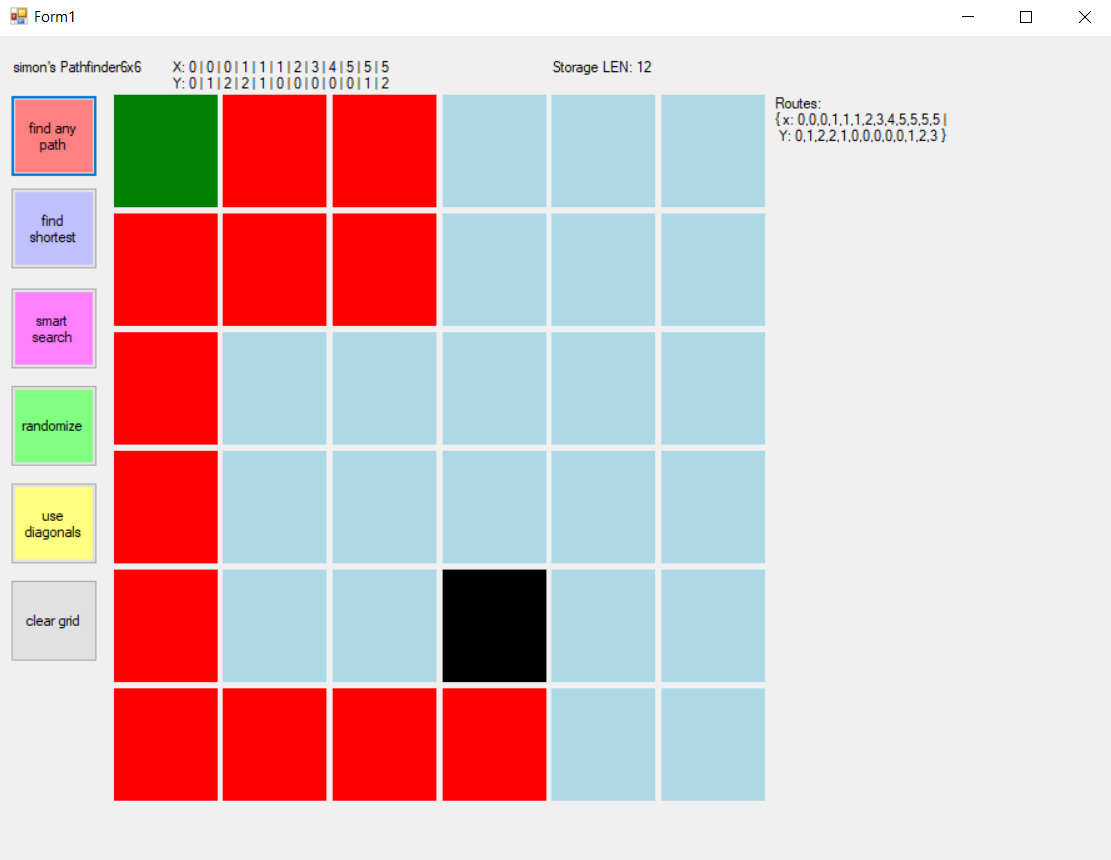 Form1
simon's Pathfinder6x6
X: 0|0|0|1|1|1|2|3|4|5|5|5
Y: 0|1|2|2|1|0|0|0|0|0|1|2
Storage LEN: 12
find any
path
find
shortest
smart
search
randomize
use
diagonals
clear grid
Routes:
{ x: 0,0,0,1,1,1,2,3,4,5,5,5,5 |
Y: 0,1,2,2,1,0,0,0,0,0,1,2,3 }